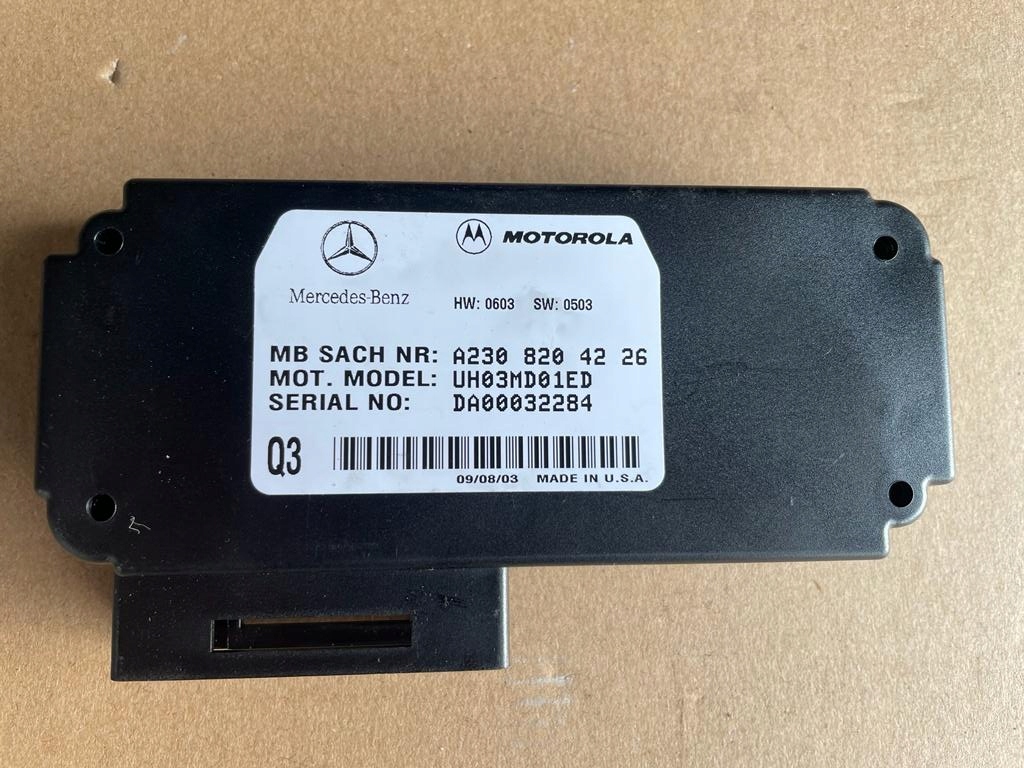 MOTOROLA
Mercedes-Benz
HW: 0603 SW: 0503
MB SACH NR: A230 820 42 26
MOT. MODEL: UH03MD01ED
SERIAL NO: DA00032284
Q3
09/08/03 MADE IN U.S.A.